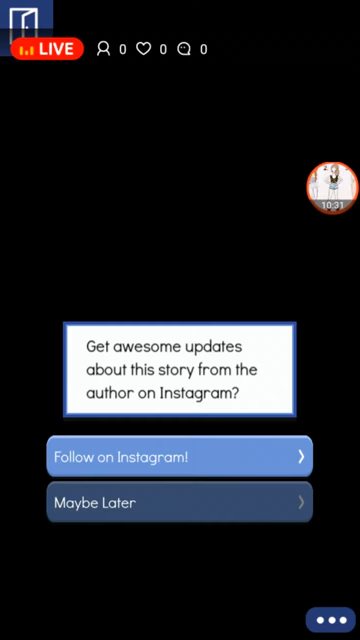 LIVE 0 0 0
10:31
Get awesome updates
about this story from the
author on Instagram?
Follow on Instagram!
Maybe Later